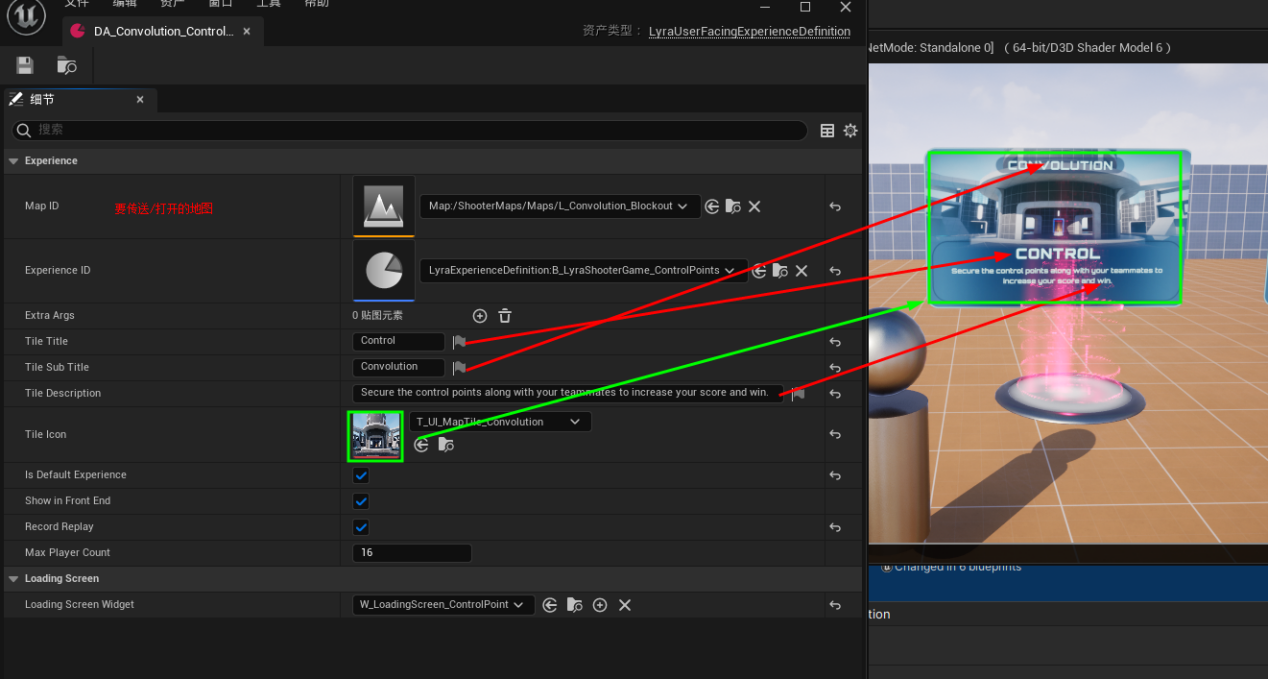 文件 编辑 资产 窗口 工具 帮助
DA_Convolution_Control...
资产类型： LyraUserFacingExperienceDefinition
NetMode: Standalone 0] ( 64-bit/D3D Shader Model 6 )
细节
搜索
Experience
Map ID
要传送/打开的地图
Map:/ShooterMaps/Maps/L_Convolution_Blockout
Experience ID
LyraExperienceDefinition:B_LyraShooterGame_ControlPoints
Extra Args
0 贴图元素
Tile Title
Control
Tile Sub Title
Convolution
Tile Description
Secure the control points along with your teammates to increase your score and win.
Tile Icon
T_UI_MapTile_Convolution
Is Default Experience
Show in Front End
Record Replay
Max Player Count
16
Loading Screen
Loading Screen Widget
W_LoadingScreen_ControlPoint
CONVOLUTION
CONTROL
Secure the control points along with your teammates to
increase your score and win.
Changed in 6 blueprints
tion